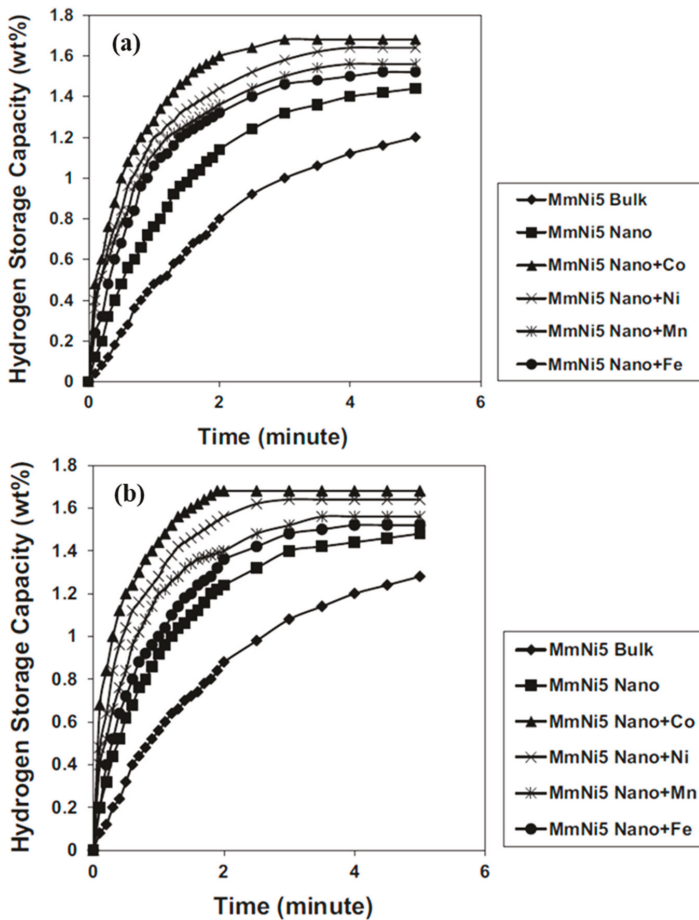 (a)
Hydrogen Storage Capacity (wt%)
1.8
1.6
1.4
1.2
1
0.8
0.6
0.4
0.2
0
0
2
4
6
Time (minute)
MmNi5 Bulk
MmNi5 Nano
MmNi5 Nano+Co
MmNi5 Nano+Ni
MmNi5 Nano+Mn
MmNi5 Nano+Fe
(b)
Hydrogen Storage Capacity (wt%)
1.8
1.6
1.4
1.2
1
0.8
0.6
0.4
0.2
0
0
2
4
6
Time (minute)
MmNi5 Bulk
MmNi5 Nano
MmNi5 Nano+Co
MmNi5 Nano+Ni
MmNi5 Nano+Mn
MmNi5 Nano+Fe